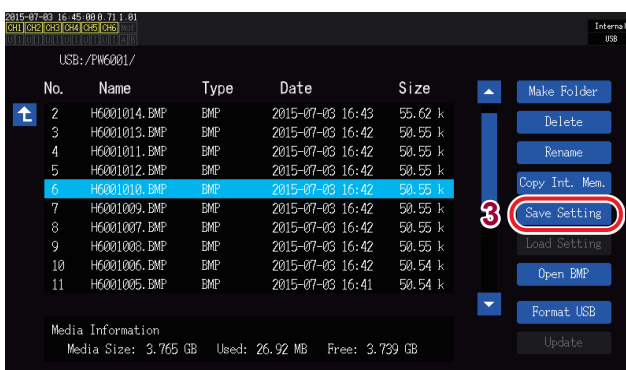 2015-07-03 16:45:00 0.71 1.01
CH1 CH2 CH3 CH4 CH5 CH6 Mot
U I U I U I U I U I U I A B
Internal
USB
USB:/PW6001/
No. Name Type Date Size
2 H6001014.BMP BMP 2015-07-03 16:43 55.62 k
3 H6001013.BMP BMP 2015-07-03 16:42 50.55 k
4 H6001011.BMP BMP 2015-07-03 16:42 50.55 k
5 H6001012.BMP BMP 2015-07-03 16:42 50.55 k
6 H6001010.BMP BMP 2015-07-03 16:42 50.55 k
7 H6001009.BMP BMP 2015-07-03 16:42 50.55 k
8 H6001007.BMP BMP 2015-07-03 16:42 50.55 k
9 H6001008.BMP BMP 2015-07-03 16:42 50.55 k
10 H6001006.BMP BMP 2015-07-03 16:42 50.54 k
11 H6001005.BMP BMP 2015-07-03 16:41 50.54 k
Make Folder
Delete
Rename
Copy Int. Mem.
3 Save Setting
Load Setting
Open BMP
Format USB
Update
Media Information
Media Size: 3.765 GB Used: 26.92 MB Free: 3.739 GB